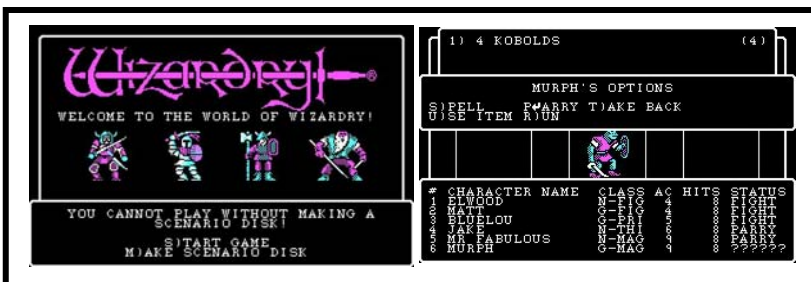 Wizardry!®
WELCOME TO THE WORLD OF WIZARDRY!
YOU CANNOT PLAY WITHOUT MAKING A
SCENARIO DISK!
S)TART GAME
M)AKE SCENARIO DISK
1) 4 KOBOLDS (4)
MURPH'S OPTIONS
S)PELL P↵ARRY T)AKE BACK
U)SE ITEM R)UN
# CHARACTER NAME CLASS AC HITS STATUS
1 ELWOOD N-FIG 4 8 FIGHT
2 MATT G-FIG 4 8 FIGHT
3 BLUELOU G-PRI 5 8 FIGHT
4 JAKE N-THI 6 8 PARRY
5 MR FABULOUS N-MAG 9 8 PARRY
6 MURPH G-MAG 9 8 ??????